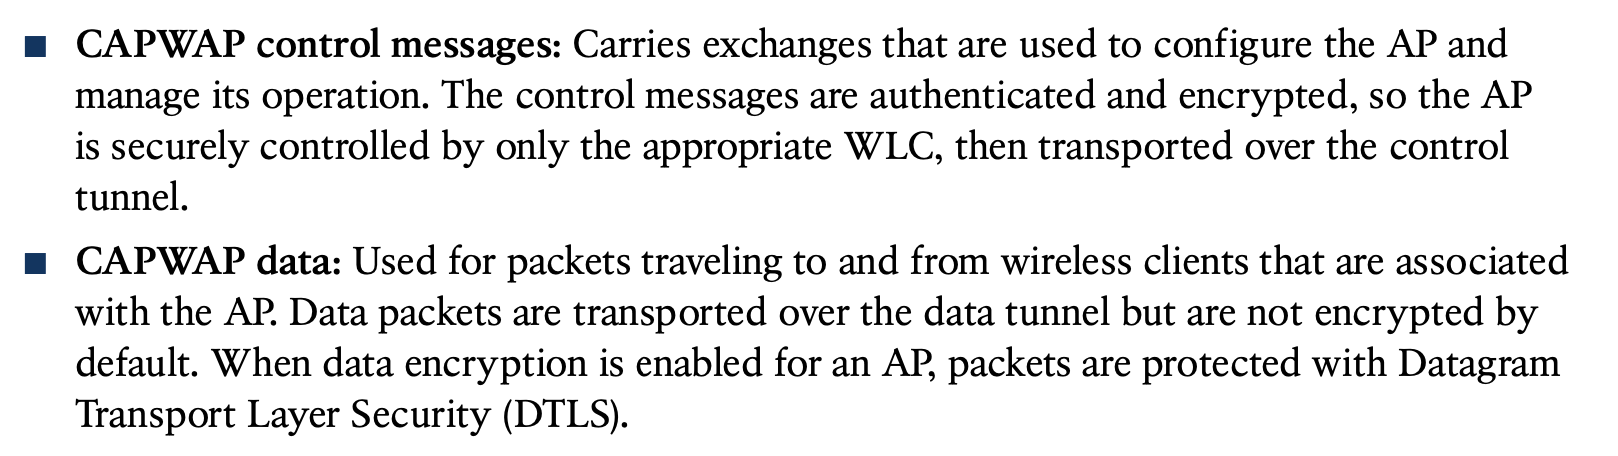 ■ CAPWAP control messages: Carries exchanges that are used to configure the AP and
manage its operation. The control messages are authenticated and encrypted, so the AP
is securely controlled by only the appropriate WLC, then transported over the control
tunnel.
■ CAPWAP data: Used for packets traveling to and from wireless clients that are associated
with the AP. Data packets are transported over the data tunnel but are not encrypted by
default. When data encryption is enabled for an AP, packets are protected with Datagram
Transport Layer Security (DTLS).